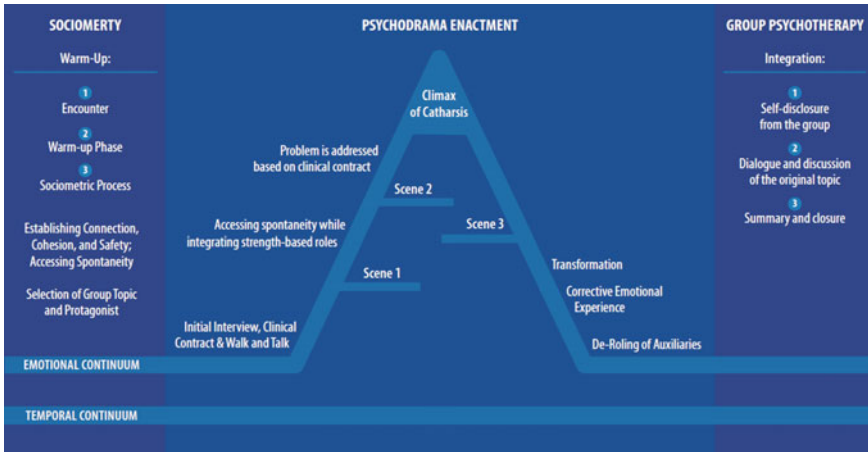 SOCIOMERTY
Warm-Up:
1
Encounter
2
Warm-up Phase
3
Sociometric Process
Establishing Connection,
Cohesion, and Safety;
Accessing Spontaneity
Selection of Group Topic
and Protagonist
PSYCHODRAMA ENACTMENT
Climax
of Catharsis
Problem is addressed
based on clinical contract
Scene 2
Accessing spontaneity while
integrating strength-based roles
Scene 3
Scene 1
Transformation
Corrective Emotional
Experience
Initial Interview, Clinical
Contract & Walk and Talk
De-Roling of Auxiliaries
GROUP PSYCHOTHERAPY
Integration:
1
Self-disclosure
from the group
2
Dialogue and discussion
of the original topic
3
Summary and closure
EMOTIONAL CONTINUUM
TEMPORAL CONTINUUM